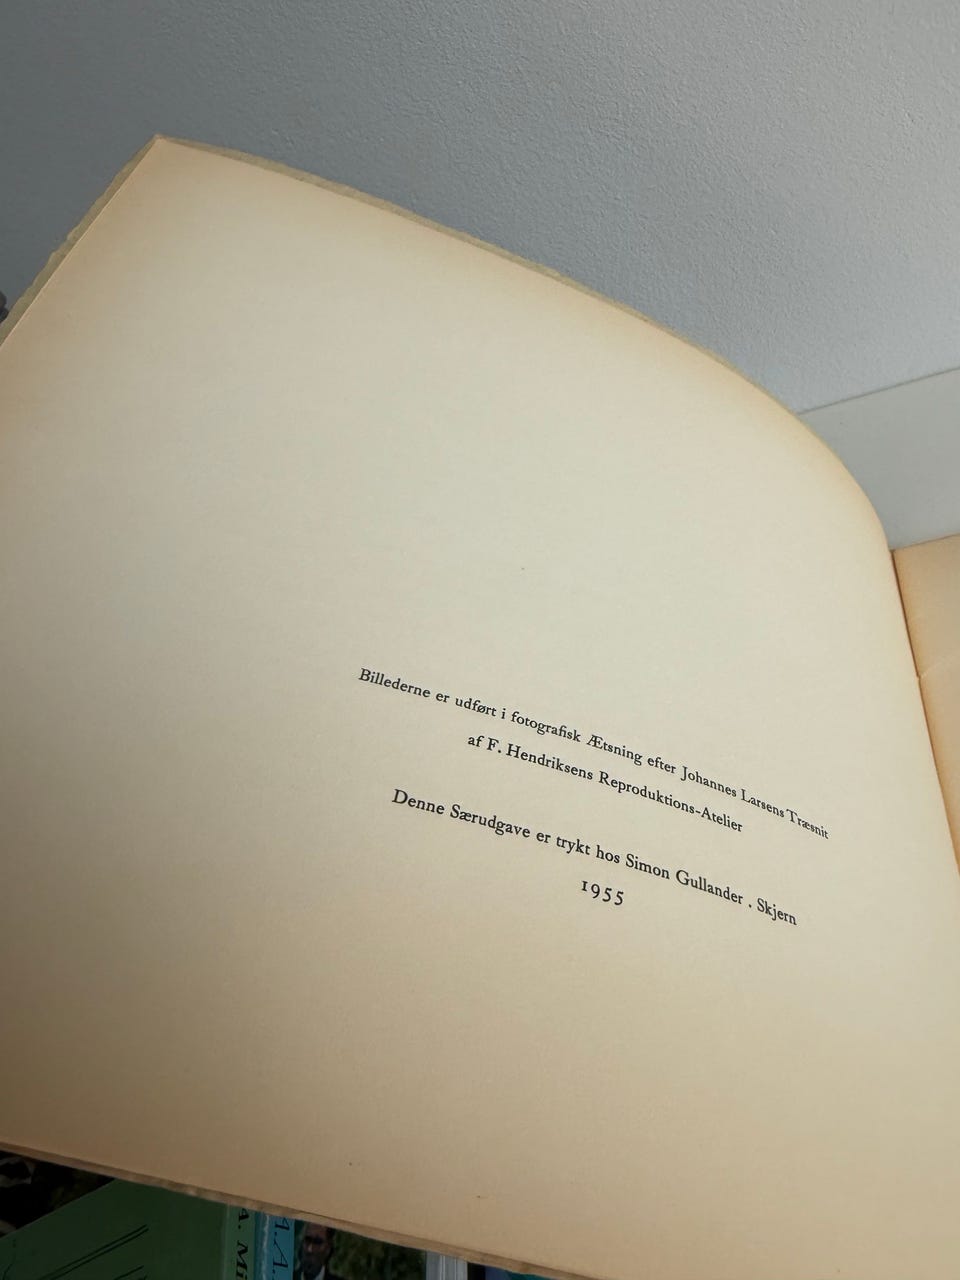 Billederne er udført i fotografisk Ætsning efter Johannes Larsens Træsnit
af F. Hendriksens Reproduktions-Atelier
Denne Særudgave er trykt hos Simon Gullander . Skjern
1955
A. Mi
A.A.